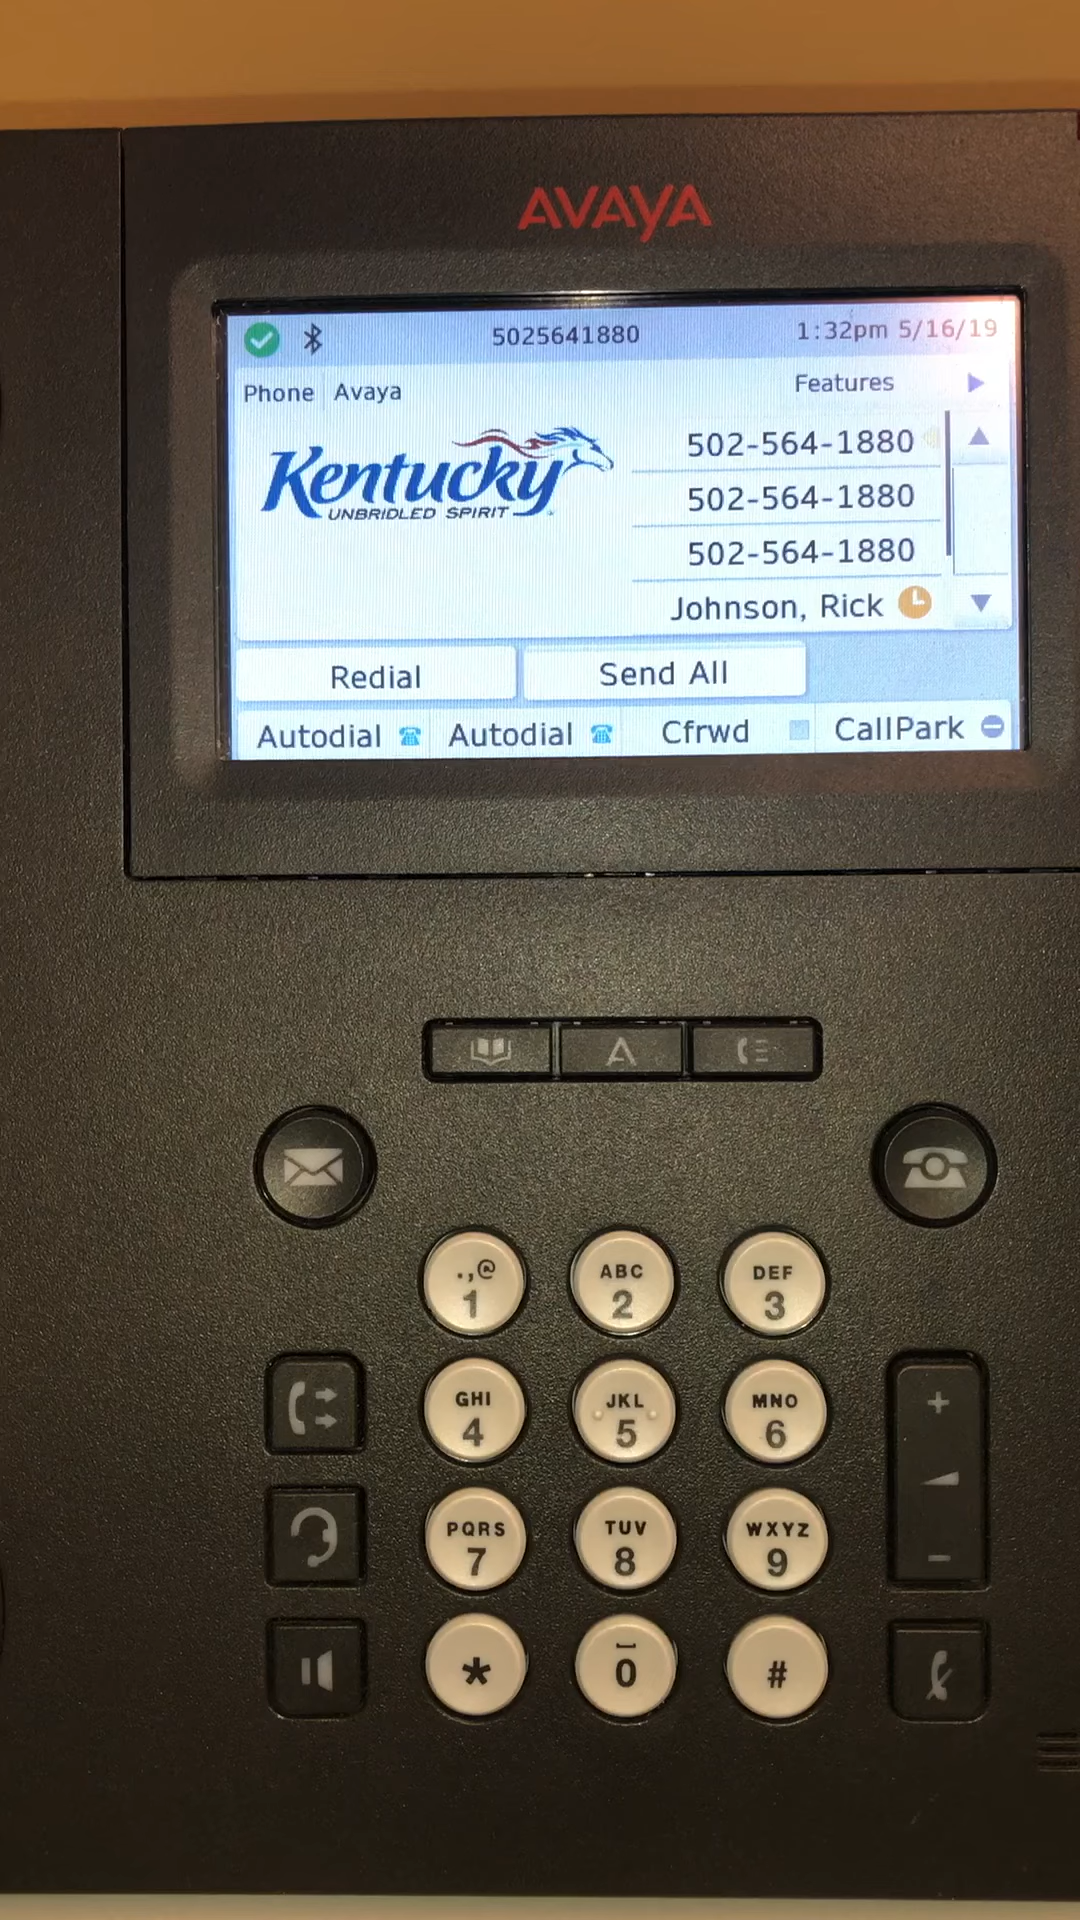 AVAYA
5025641880 1:32pm 5/16/19
Phone Avaya Features
502-564-1880
Kentucky
UNBRIDLED SPIRIT
502-564-1880
502-564-1880
Johnson, Rick
Redial Send All
Autodial Autodial Cfrwd CallPark
.,@ ABC DEF
1 2 3
GHI JKL MNO
4 5 6
PQRS TUV WXYZ
7 8 9
* 0 #